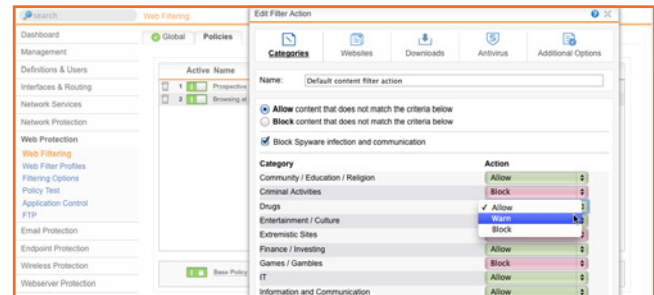 search
Web Filtering
Dashboard
Management
Definitions & Users
Interfaces & Routing
Network Services
Network Protection
Web Protection
Web Filtering
Web Filter Profiles
Filtering Options
Policy Test
Application Control
FTP
Email Protection
Endpoint Protection
Wireless Protection
Webserver Protection
Global Policies
Active Name
1 Prospective
2 Browsing at
Base Policy
Edit Filter Action
Categories Websites Downloads Antivirus Additional Options
Name: Default content filter action
Allow content that does not match the criteria below
Block content that does not match the criteria below
Block Spyware infection and communication
Category Action
Community / Education / Religion Allow
Criminal Activities Block
Drugs Allow
Warn
Block
Entertainment / Culture
Extremistic Sites
Finance / Investing Allow
Games / Gambles Block
IT Allow
Information and Communication Allow